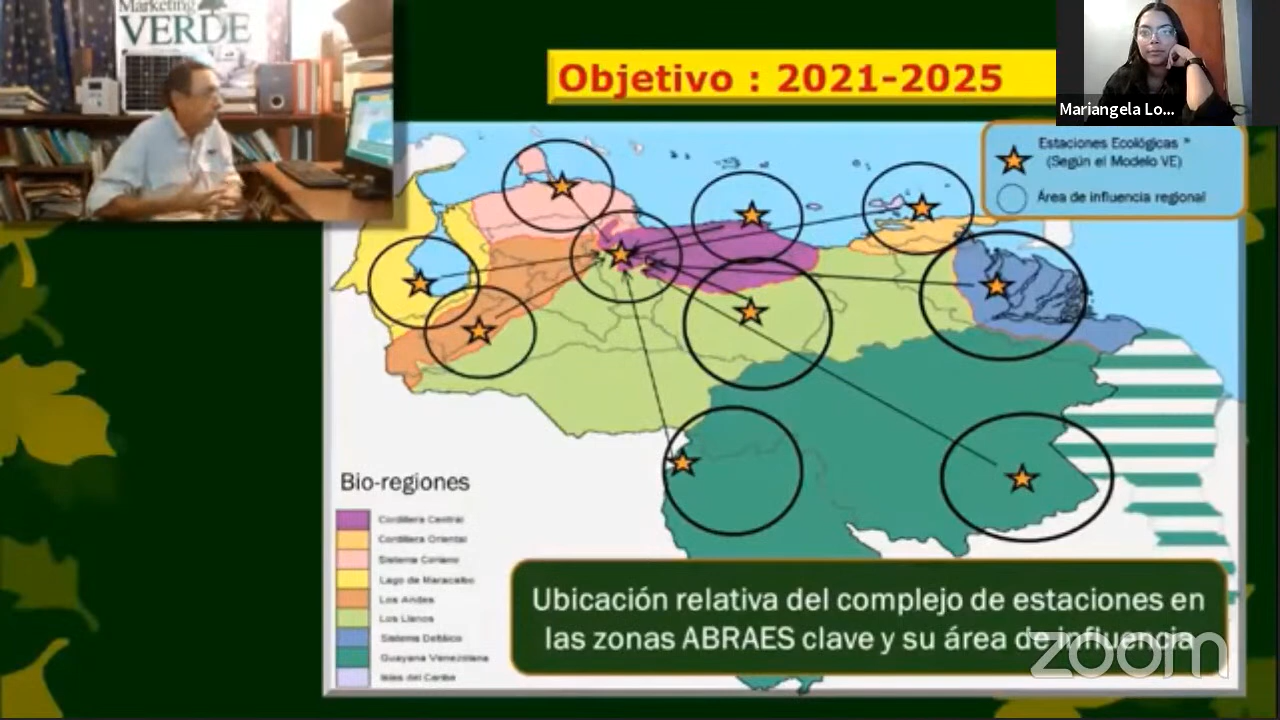 Marketing
VERDE
Objetivo : 2021-2025
Mariangela Lo...
Estaciones Ecológicas
(Según el Modelo VE)
Área de influencia regional
Bio-regiones
Cordillera Central
Cordillera Oriental
Sistema Coriano
Lago de Maracaibo
Los Andes
Los Llanos
Sistema Deltáico
Guayana Venezolana
Islas del Caribe
Ubicación relativa del complejo de estaciones en
las zonas ABRAES clave y su área de influencia
zoom